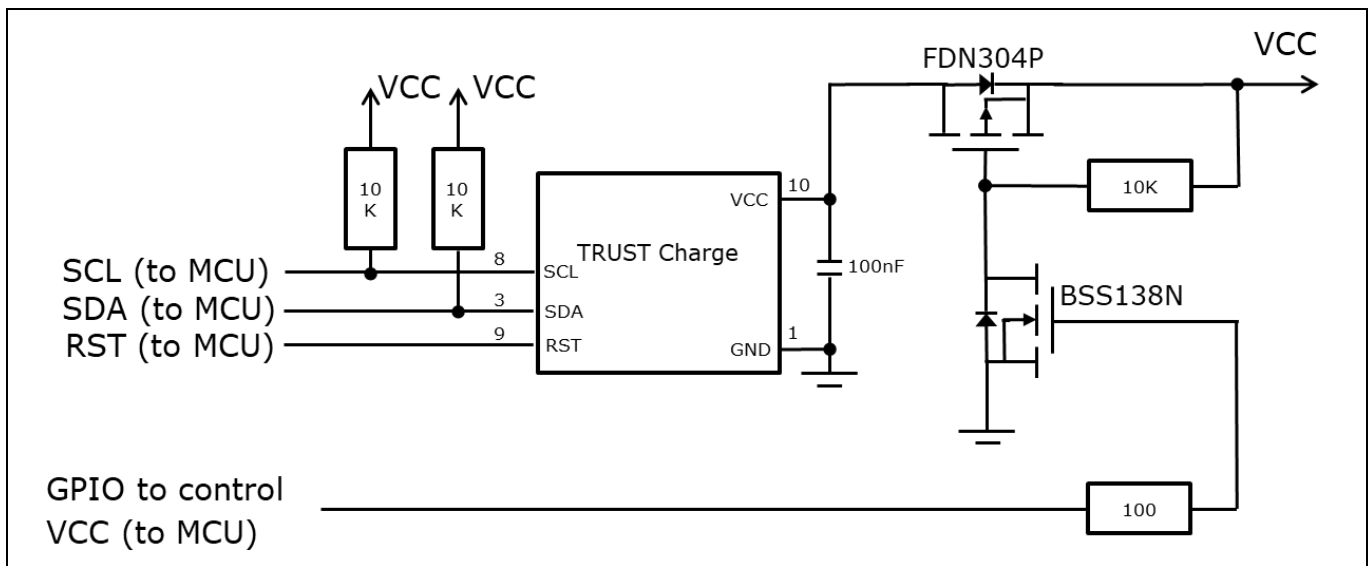 FDN304P
VCC
VCC
VCC
10
K
10
K
10K
VCC
10
TRUST Charge
100nF
SCL (to MCU)
8
SCL
SDA (to MCU)
3
SDA
RST (to MCU)
9
RST
GND
1
BSS138N
GPIO to control
VCC (to MCU)
100